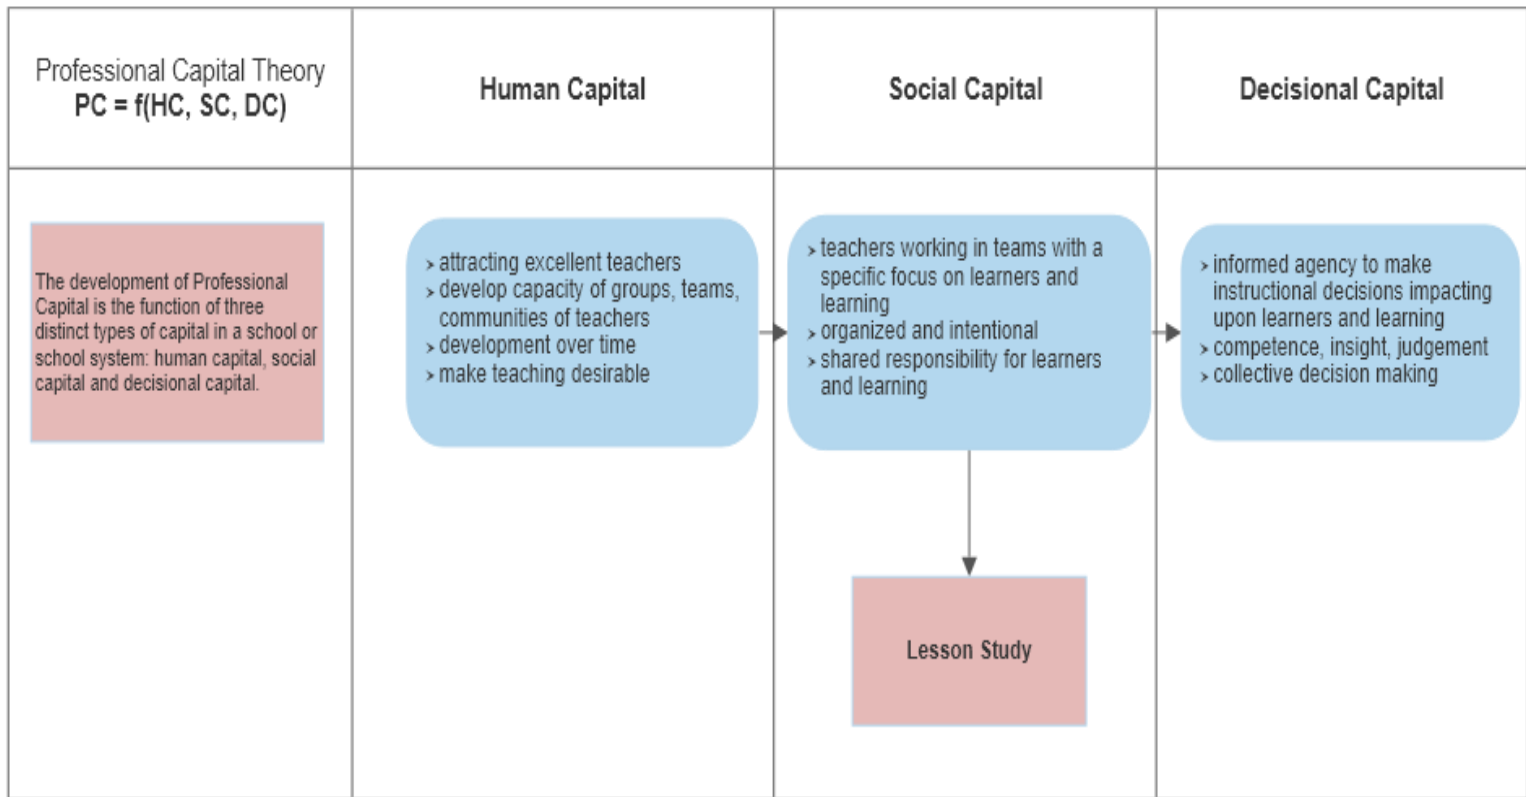 Professional Capital Theory
PC = f(HC, SC, DC)
Human Capital
Social Capital
Decisional Capital
The development of Professional
Capital is the function of three
distinct types of capital in a school or
school system: human capital, social
capital and decisional capital.
➢ attracting excellent teachers
➢ develop capacity of groups, teams,
communities of teachers
➢ development over time
➢ make teaching desirable
➢ teachers working in teams with a
specific focus on learners and
learning
➢ organized and intentional
➢ shared responsibility for learners
and learning
➢ informed agency to make
instructional decisions impacting
upon learners and learning
➢ competence, insight, judgement
➢ collective decision making
Lesson Study